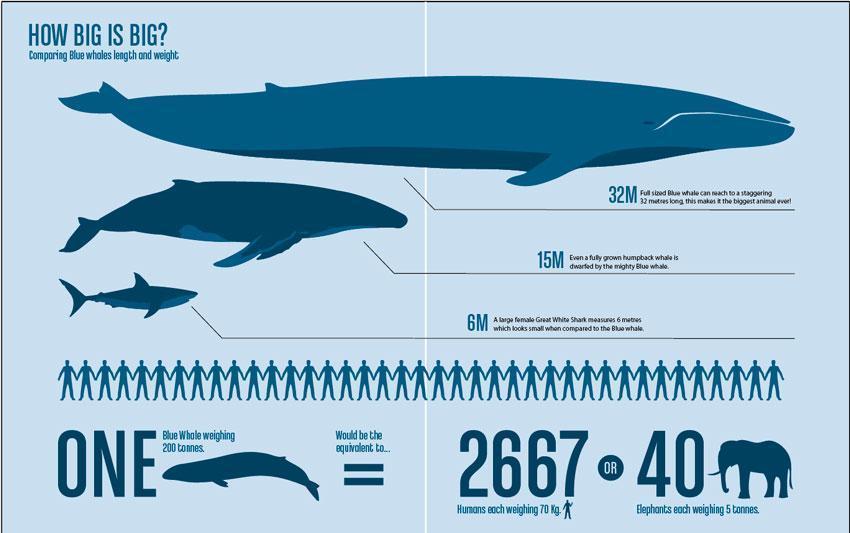 HOW BIG IS BIG?
Comparing Blue whales length and weight
32M
Full sized Blue whale can reach to a staggering
32 metres long, this makes it the biggest animal ever!
15M
Even a fully grown humpback whale is
dwarfed by the mighty Blue whale.
6M
A large female Great White Shark measures 6 metres
which looks small when compared to the Blue whale.
ONE
Blue Whale weighing
200 tonnes.
Would be the
equivalent to...
=
2667
Humans each weighing 70 Kg.
OR
40
Elephants each weighing 5 tonnes.